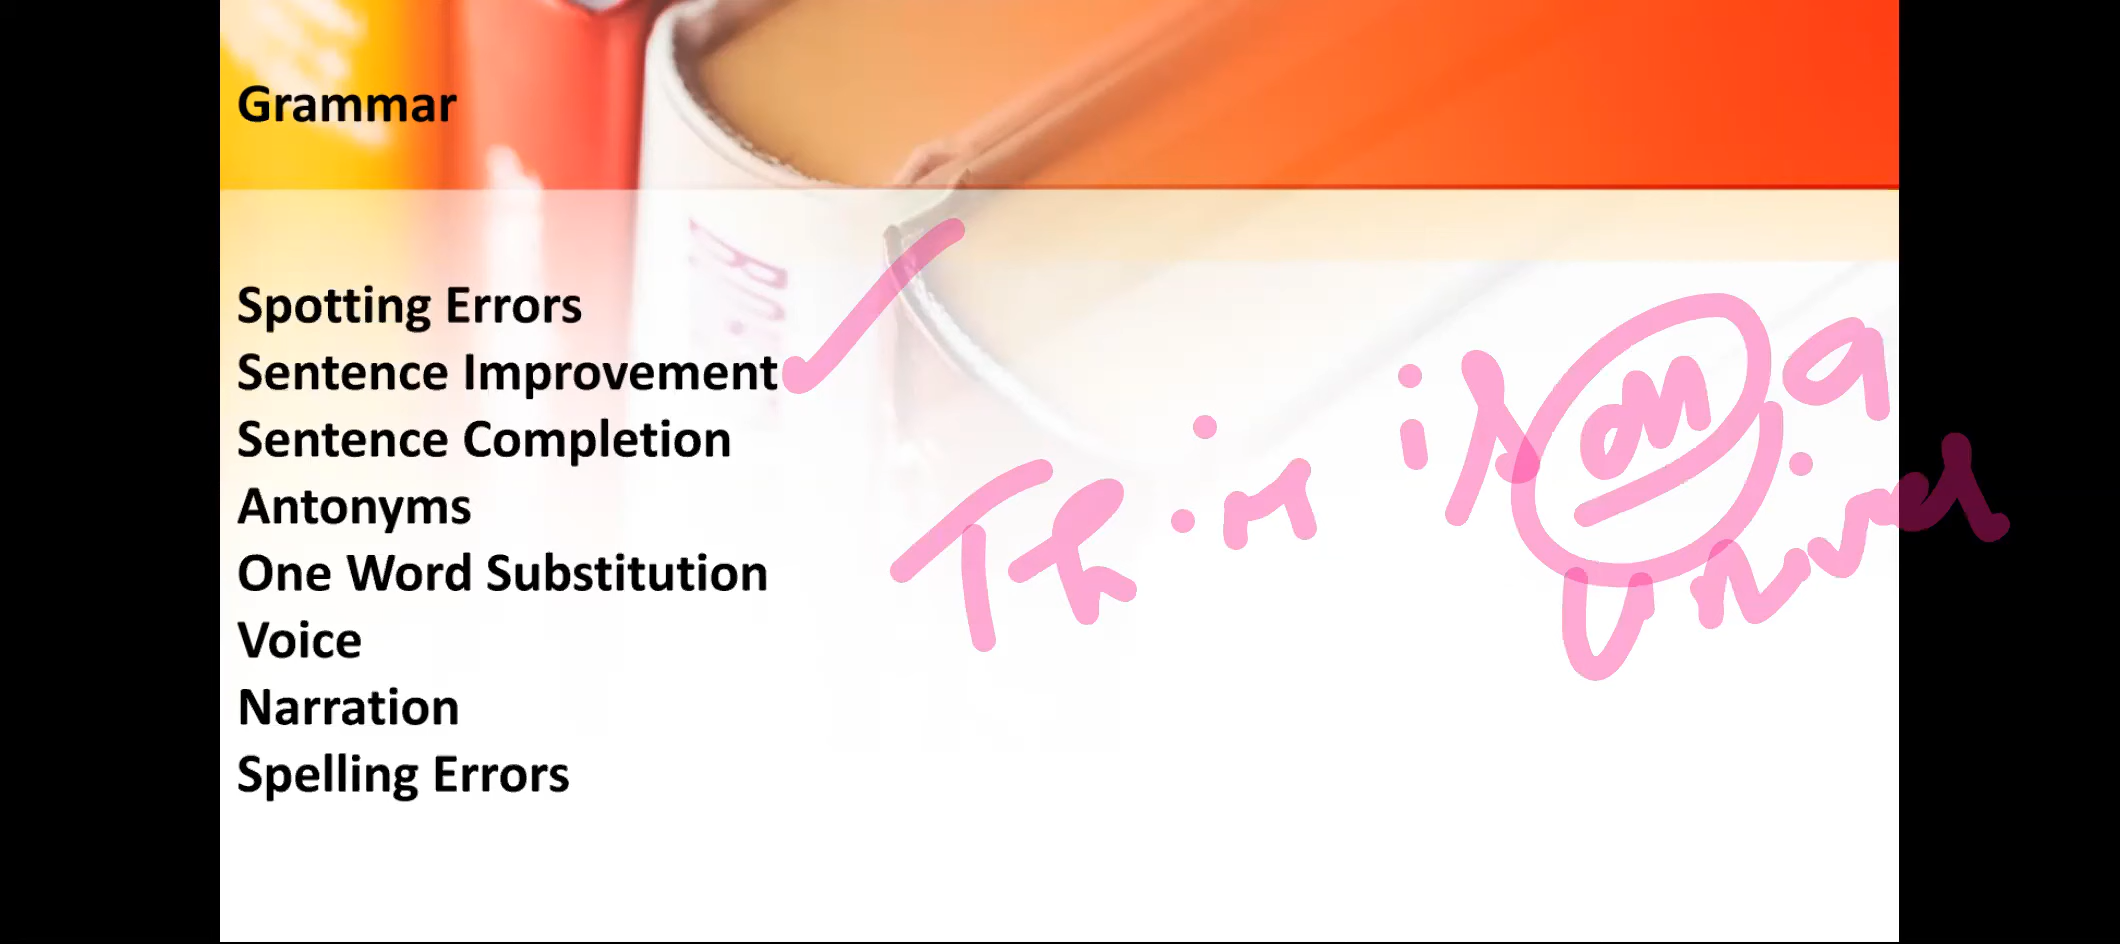 Grammar
Spotting Errors
Sentence Improvement
Sentence Completion
Antonyms
One Word Substitution
Voice
Narration
Spelling Errors
This is an a